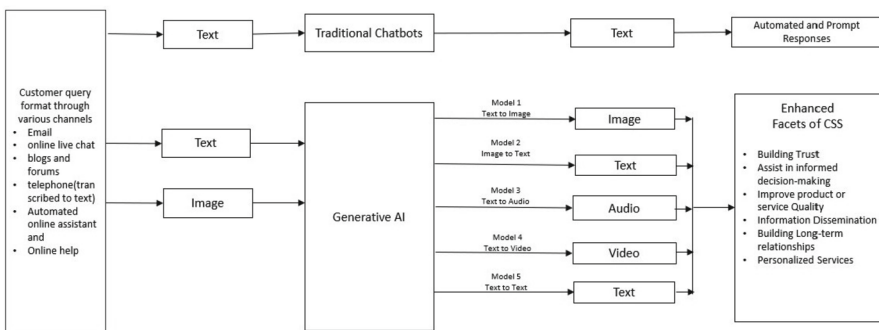 Text
Traditional Chatbots
Text
Automated and Prompt
Responses
Customer query
format through
various channels
• Email
• online live chat
• blogs and
forums
• telephone(tran
scribed to text)
• Automated
online assistant
and
• Online help
Text
Image
Generative AI
Model 1
Text to Image
Image
Model 2
Image to Text
Text
Model 3
Text to Audio
Audio
Model 4
Text to Video
Video
Model 5
Text to Text
Text
Enhanced
Facets of CSS
• Building Trust
• Assist in informed
decision-making
• Improve product or
service Quality
• Information Dissemination
• Building Long-term
relationships
• Personalized Services